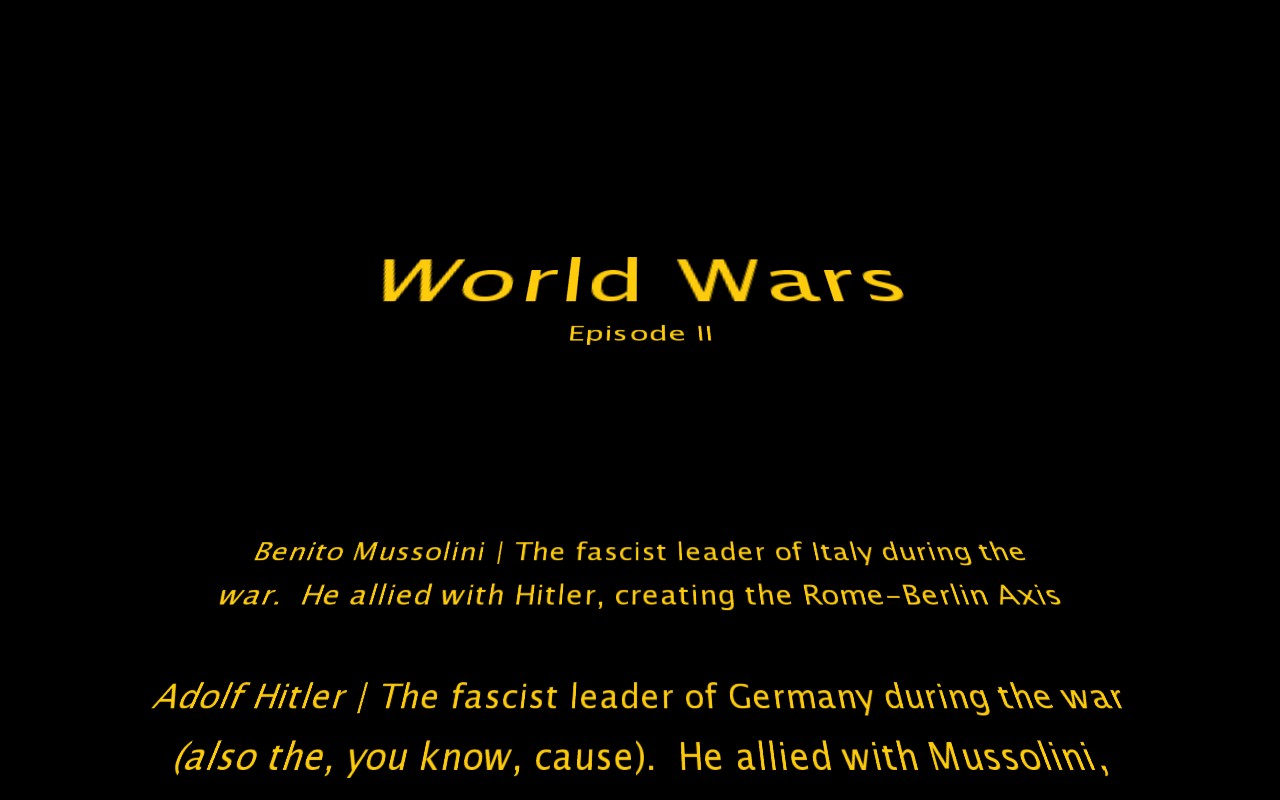 World Wars
Episode II
Benito Mussolini | The fascist leader of Italy during the
war.  He allied with Hitler, creating the Rome-Berlin Axis
Adolf Hitler | The fascist leader of Germany during the war
(also the, you know, cause).  He allied with Mussolini,